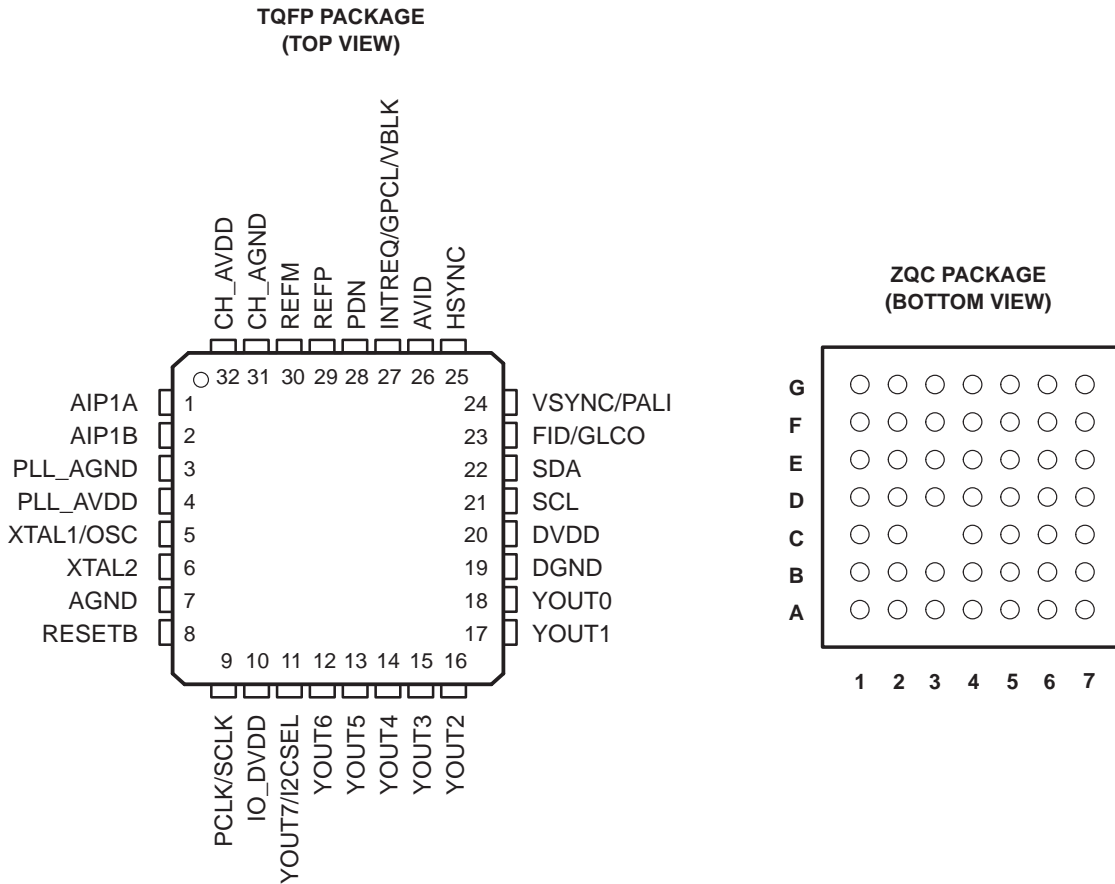 TQFP PACKAGE
(TOP VIEW)
CH_AVDD
CH_AGND
REFM
REFP
PDN
INTREQ/GPCL/VBLK
AVID
HSYNC
32 31 30 29 28 27 26 25
AIP1A 1
AIP1B 2
PLL_AGND 3
PLL_AVDD 4
XTAL1/OSC 5
XTAL2 6
AGND 7
RESETB 8
24 VSYNC/PALI
23 FID/GLCO
22 SDA
21 SCL
20 DVDD
19 DGND
18 YOUT0
17 YOUT1
9 10 11 12 13 14 15 16
PCLK/SCLK
IO_DVDD
YOUT7/I2CSEL
YOUT6
YOUT5
YOUT4
YOUT3
YOUT2
ZQC PACKAGE
(BOTTOM VIEW)
G
F
E
D
C
B
A
1 2 3 4 5 6 7